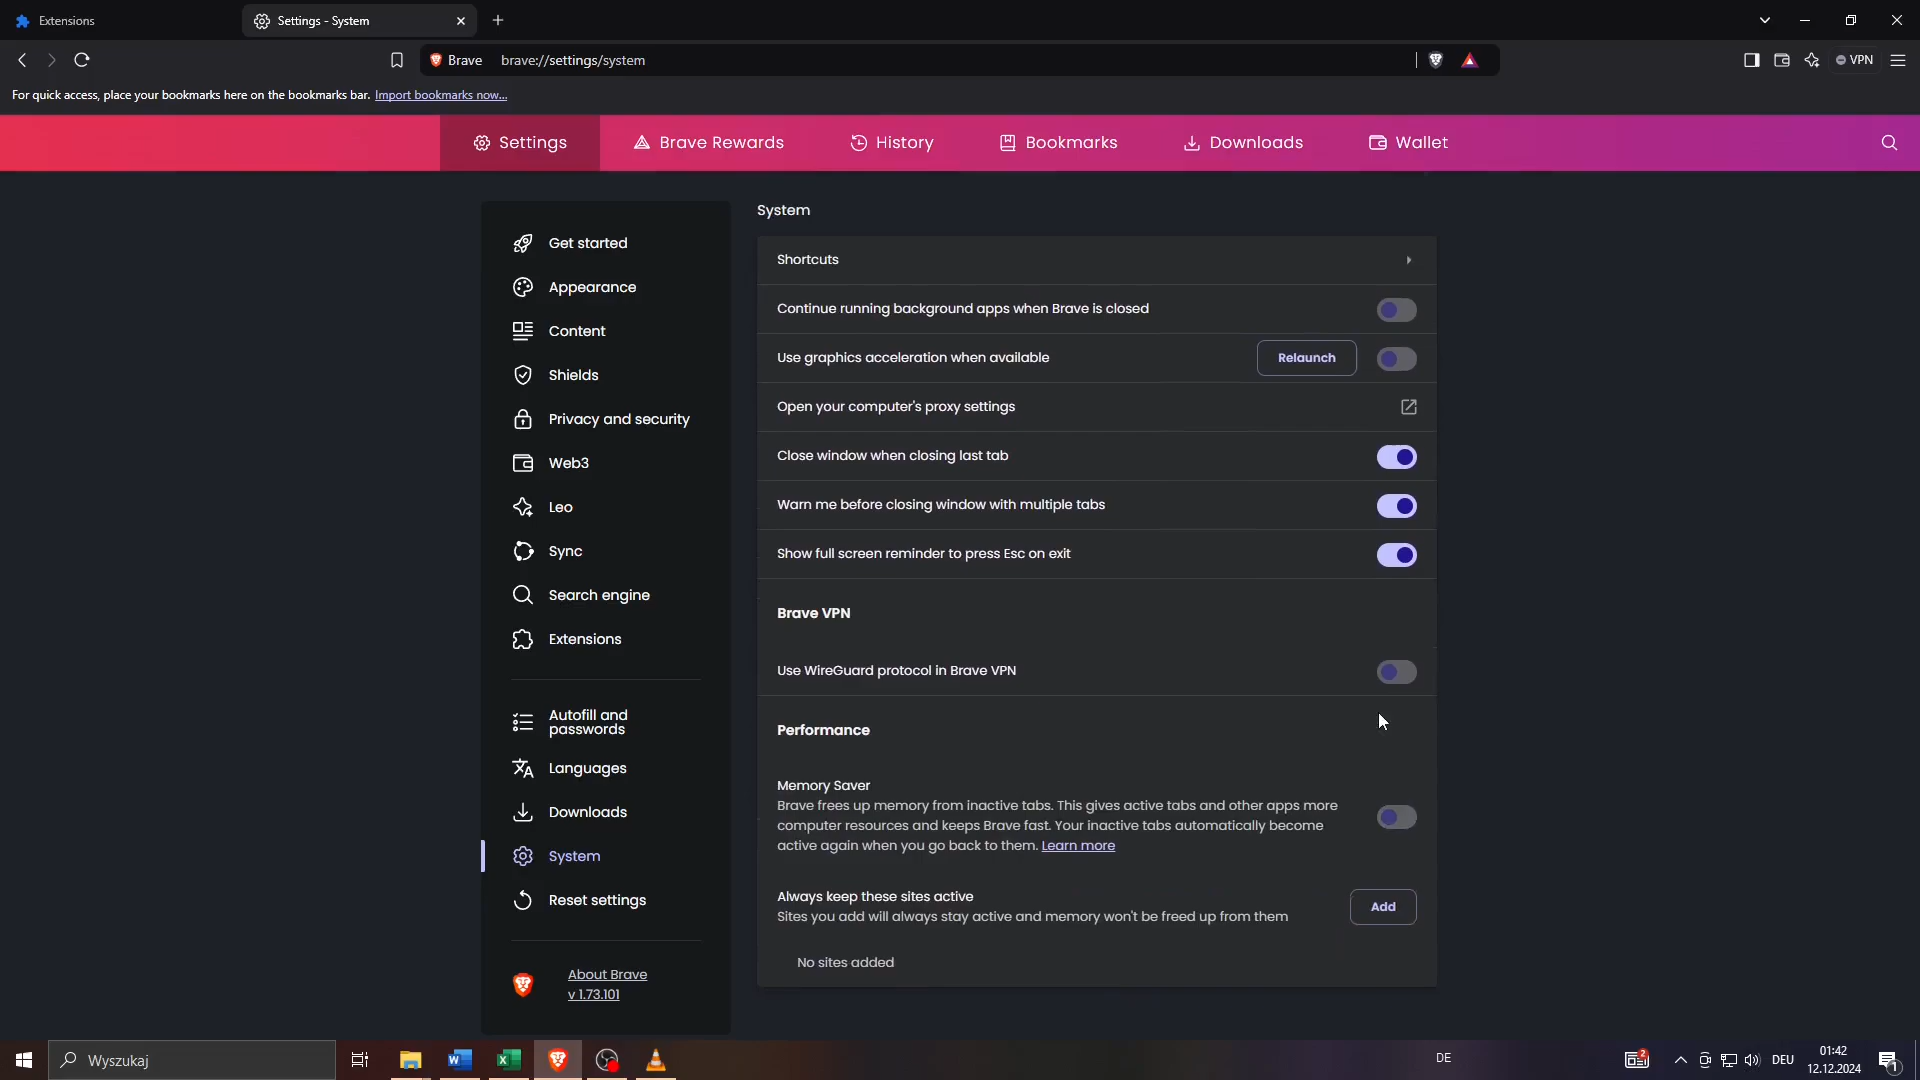 Extensions
Settings - System
Brave
brave://settings/system
VPN
For quick access, place your bookmarks here on the bookmarks bar. Import bookmarks now...
Settings
Brave Rewards
History
Bookmarks
Downloads
Wallet
Get started
Appearance
Content
Shields
Privacy and security
Web3
Leo
Sync
Search engine
Extensions
Autofill and
passwords
Languages
Downloads
System
Reset settings
About Brave
v 1.73.101
System
Shortcuts
Continue running background apps when Brave is closed
Use graphics acceleration when available
Relaunch
Open your computer's proxy settings
Close window when closing last tab
Warn me before closing window with multiple tabs
Show full screen reminder to press Esc on exit
Brave VPN
Use WireGuard protocol in Brave VPN
Performance
Memory Saver
Brave frees up memory from inactive tabs. This gives active tabs and other apps more
computer resources and keeps Brave fast. Your inactive tabs automatically become
active again when you go back to them. Learn more
Always keep these sites active
Sites you add will always stay active and memory won't be freed up from them
Add
No sites added
Wyszukaj
DE
2
DEU
01:42
12.12.2024
1